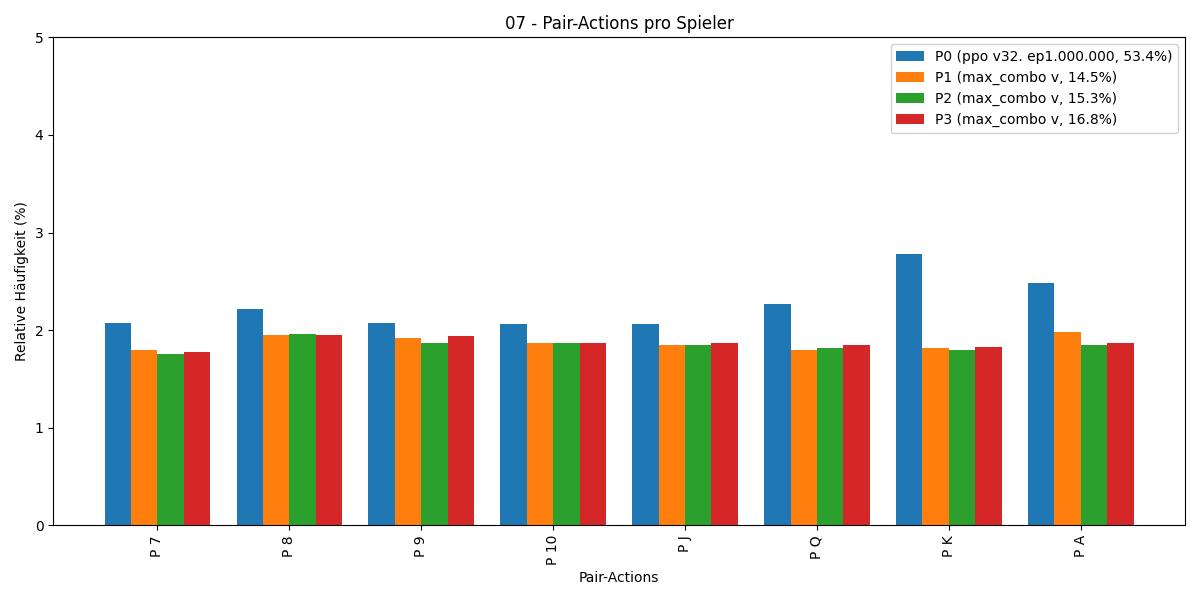 07 - Pair-Actions pro Spieler
P0 (ppo v32. ep1.000.000, 53.4%)
P1 (max_combo v, 14.5%)
P2 (max_combo v, 15.3%)
P3 (max_combo v, 16.8%)
Relative Häufigkeit (%)
5
4
3
2
1
0
P 7
P 8
P 9
P 10
P J
P Q
P K
P A
Pair-Actions